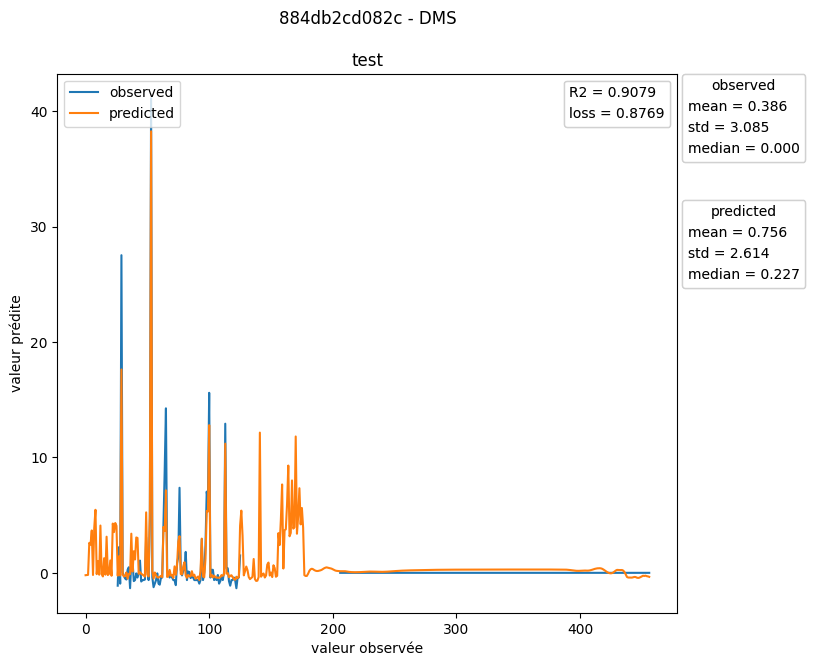 884db2cd082c - DMS
test
observed
predicted
R2 = 0.9079
loss = 0.8769
observed
mean = 0.386
std = 3.085
median = 0.000
predicted
mean = 0.756
std = 2.614
median = 0.227
valeur prédite
40
30
20
10
0
0
100
200
300
400
valeur observée